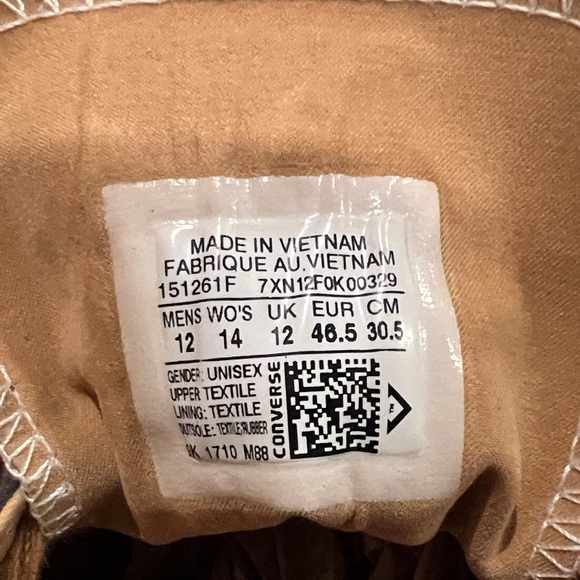 MADE IN VIETNAM
FABRIQUE AU.VIETNAM
151261F 7XN12F0K00329
MENS WO'S UK EUR CM
12 14 12 46.5 30.5
GENDER: UNISEX
UPPER TEXTILE
LINING: TEXTILE
OUTSOLE: TEXTILE/RUBBER
1710 M88
CONVERSE